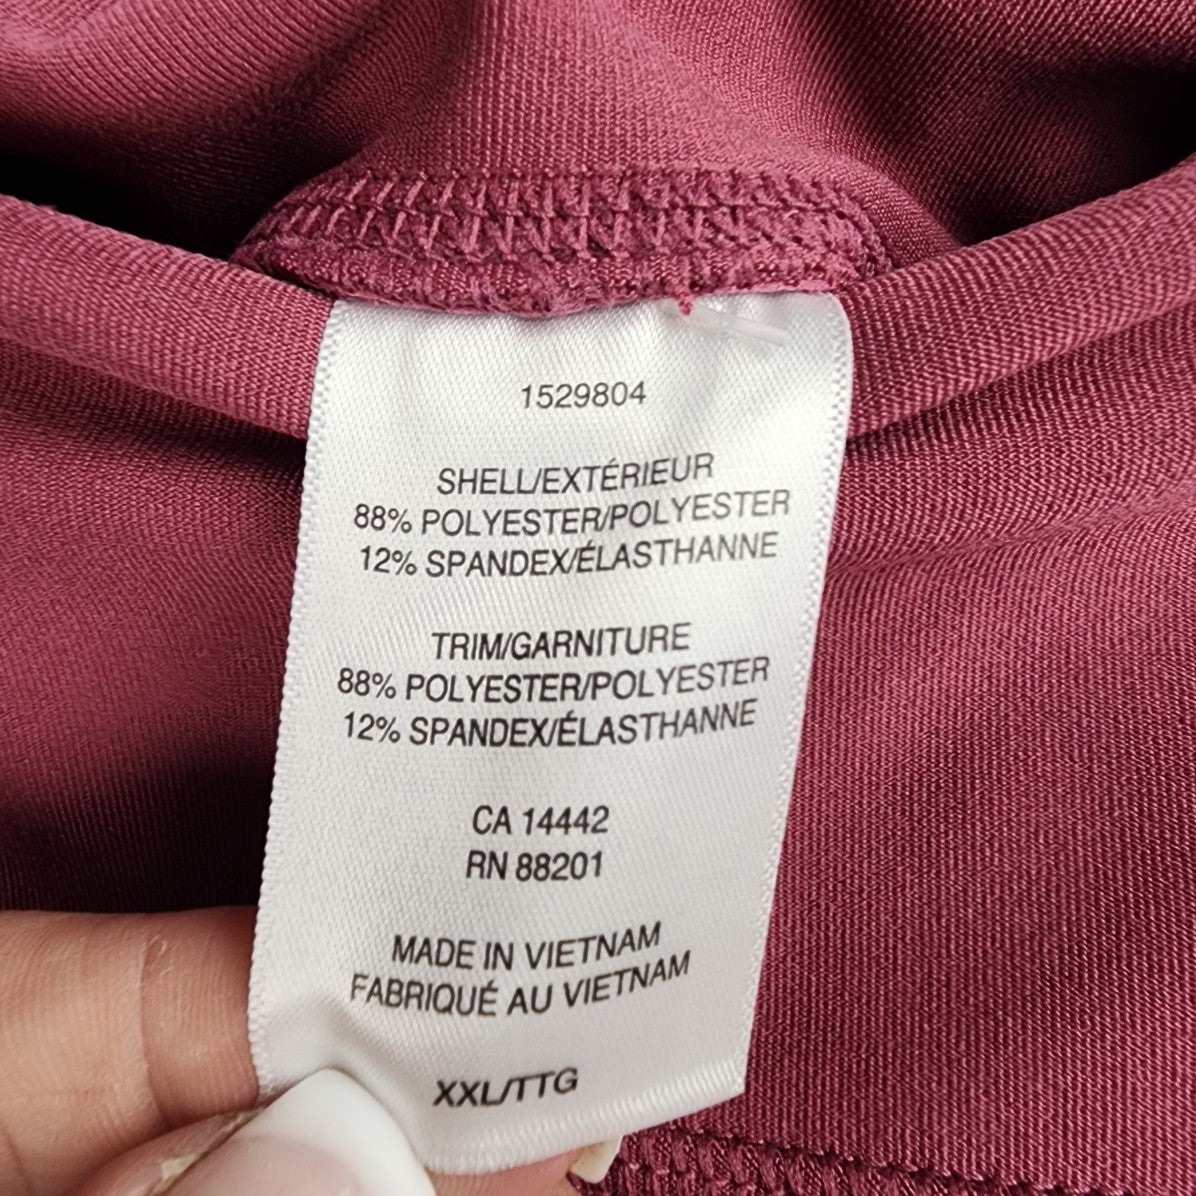 1529804
SHELL/EXTÉRIEUR
88% POLYESTER/POLYESTER
12% SPANDEX/ÉLASTHANNE
TRIM/GARNITURE
88% POLYESTER/POLYESTER
12% SPANDEX/ÉLASTHANNE
CA 14442
RN 88201
MADE IN VIETNAM
FABRIQUÉ AU VIETNAM
XXL/TTG